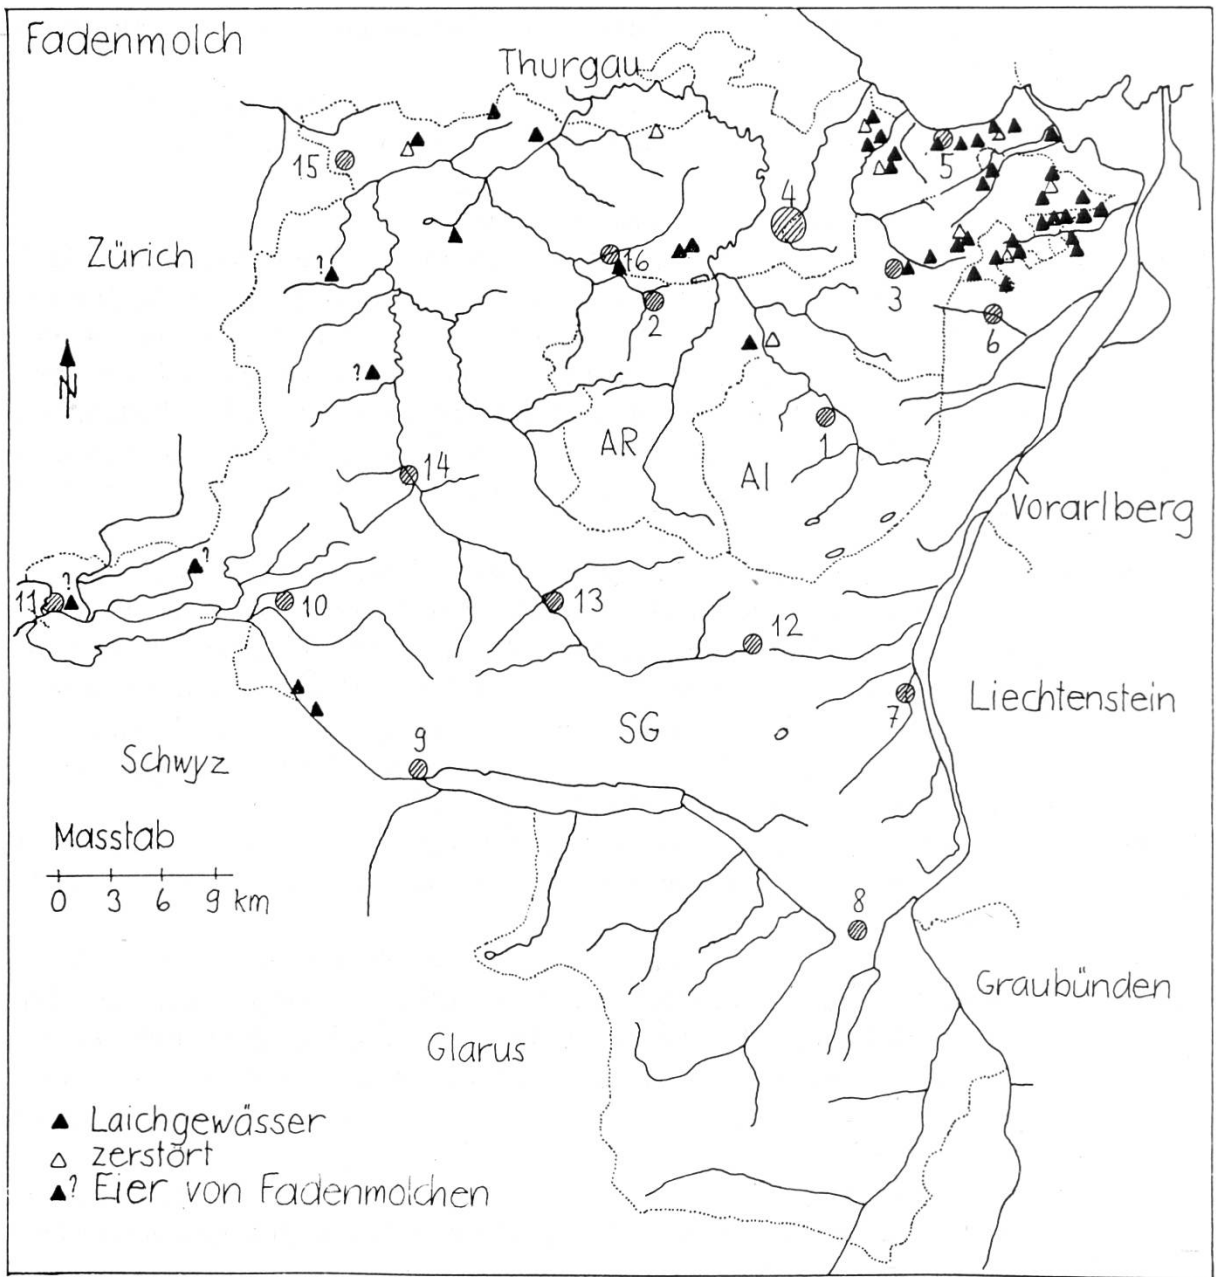 Fadenmolch
Thurgau
15
5
4
Zürich
?
16
3
2
6
N
?
AR
1
14
AI
Vorarlberg
?
?
11
10
13
12
Liechtenstein
7
SG
9
Schwyz
Masstab
0 3 6 9 km
8
Graubünden
Glarus
Laichgewässer
zerstört
? Eier von Fadenmolchen